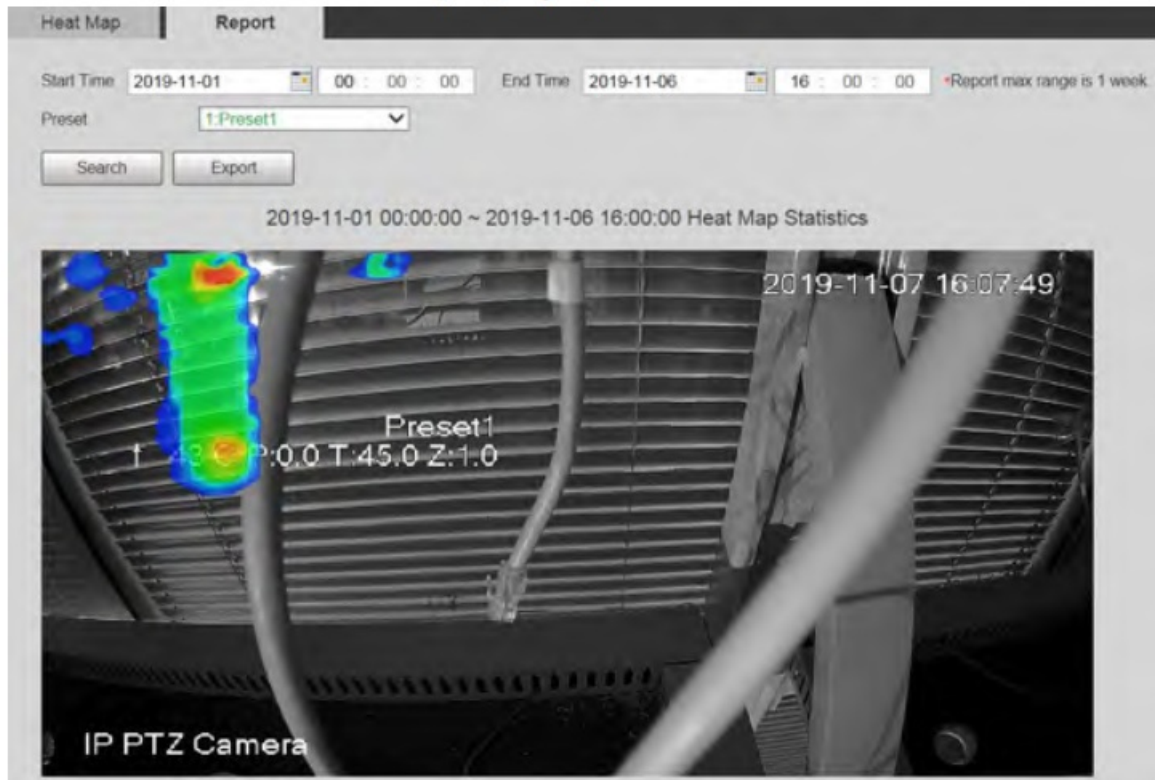 Heat Map Report
Start Time 2019-11-01 00 : 00 : 00 End Time 2019-11-06 16 : 00 : 00 *Report max range is 1 week.
Preset 1:Preset1
Search Export
2019-11-01 00:00:00 ~ 2019-11-06 16:00:00 Heat Map Statistics
2019-11-07 16:07:49
Preset1
P:0.0 T:45.0 Z:1.0
IP PTZ Camera